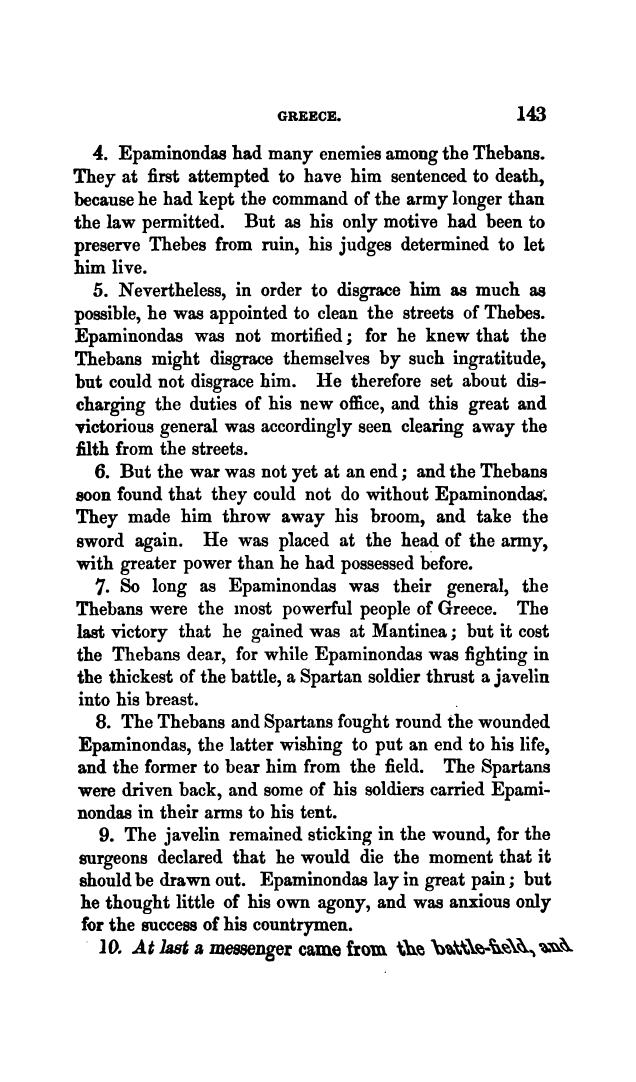 GREECE. 143
4. Epaminondas had many enemies among the Thebans.
They at first attempted to have him sentenced to death,
because he had kept the command of the army longer than
the law permitted. But as his only motive had been to
preserve Thebes from ruin, his judges determined to let
him live.
5. Nevertheless, in order to disgrace him as much as
possible, he was appointed to clean the streets of Thebes.
Epaminondas was not mortified; for he knew that the
Thebans might disgrace themselves by such ingratitude,
but could not disgrace him. He therefore set about dis-
charging the duties of his new office, and this great and
victorious general was accordingly seen clearing away the
filth from the streets.
6. But the war was not yet at an end; and the Thebans
soon found that they could not do without Epaminondas.
They made him throw away his broom, and take the
sword again. He was placed at the head of the army,
with greater power than he had possessed before.
7. So long as Epaminondas was their general, the
Thebans were the most powerful people of Greece. The
last victory that he gained was at Mantinea; but it cost
the Thebans dear, for while Epaminondas was fighting in
the thickest of the battle, a Spartan soldier thrust a javelin
into his breast.
8. The Thebans and Spartans fought round the wounded
Epaminondas, the latter wishing to put an end to his life,
and the former to bear him from the field. The Spartans
were driven back, and some of his soldiers carried Epami-
nondas in their arms to his tent.
9. The javelin remained sticking in the wound, for the
surgeons declared that he would die the moment that it
should be drawn out. Epaminondas lay in great pain; but
he thought little of his own agony, and was anxious only
for the success of his countrymen.
10. At last a messenger came from the battle-field, and